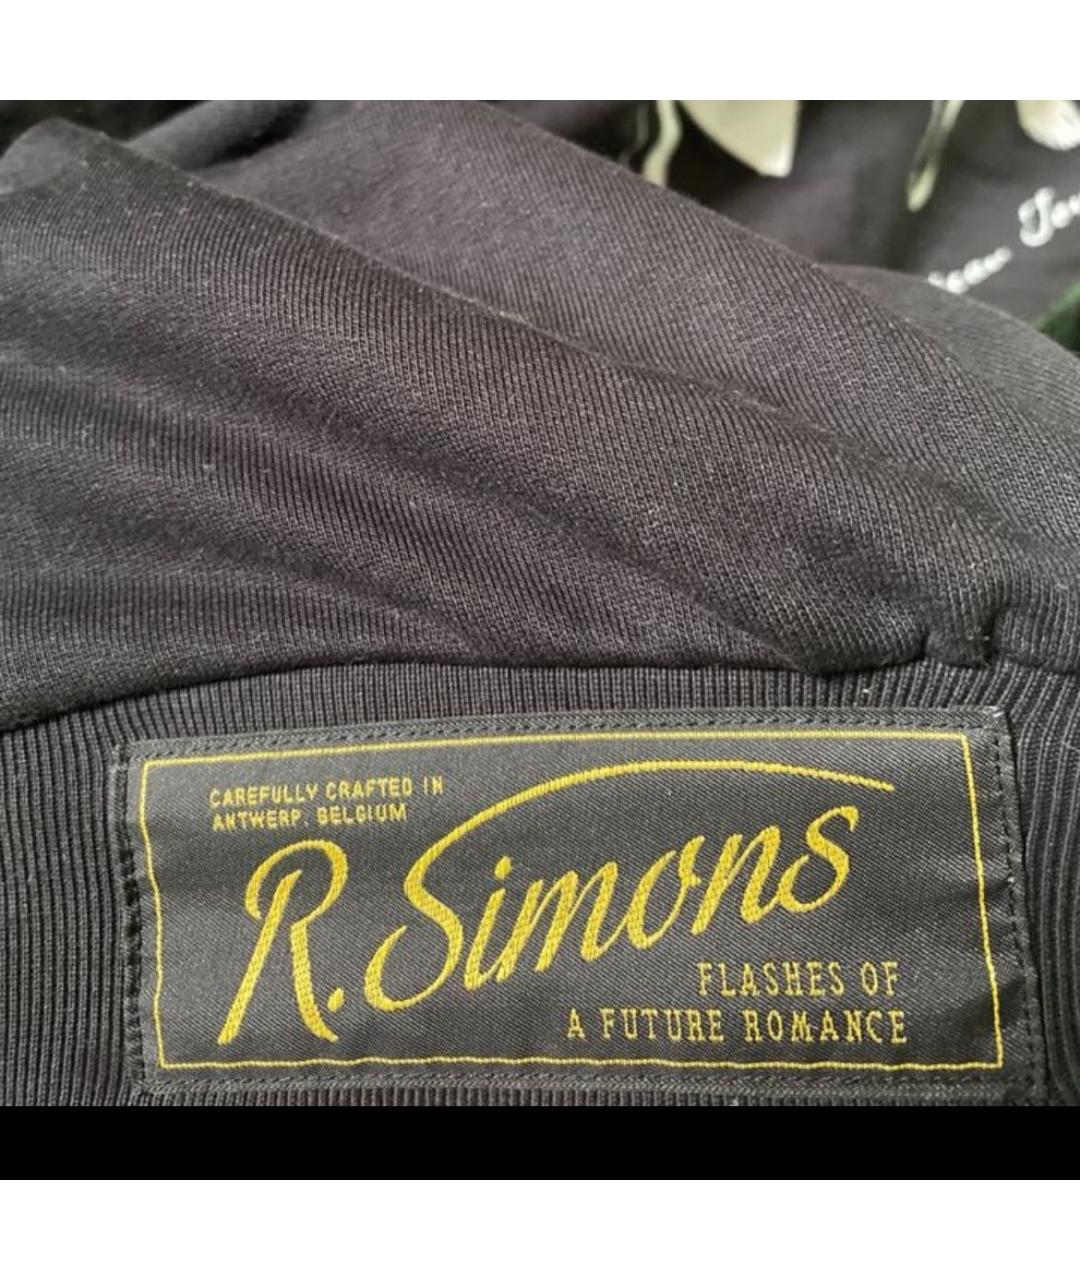 CAREFULLY CRAFTED IN
ANTWERP, BELGIUM
R. Simons
FLASHES OF
A FUTURE ROMANCE